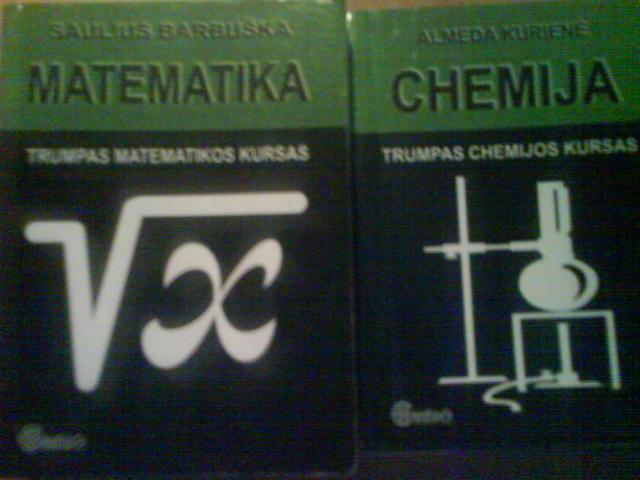 SAULIUS BARBUŠKA
MATEMATIKA
TRUMPAS MATEMATIKOS KURSAS
√x
ALMEDA KURIENĖ
CHEMIJA
TRUMPAS CHEMIJOS KURSAS